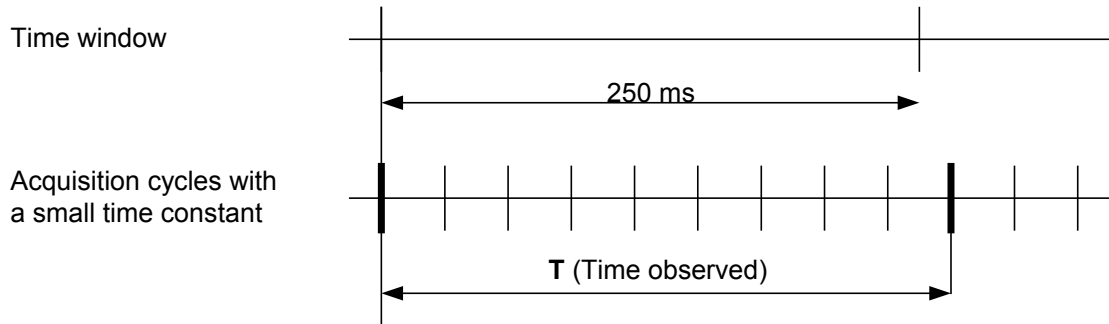 Time window
250 ms
Acquisition cycles with
a small time constant
T (Time observed)